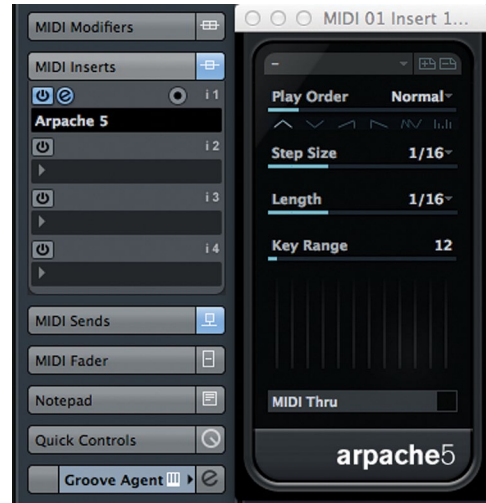 MIDI Modifiers
MIDI Inserts
i 1
Arpache 5
i 2
i 3
i 4
MIDI Sends
MIDI Fader
Notepad
Quick Controls
Groove Agent
MIDI 01 Insert 1...
–
Play Order Normal
Step Size 1/16
Length 1/16
Key Range 12
MIDI Thru
arpache5